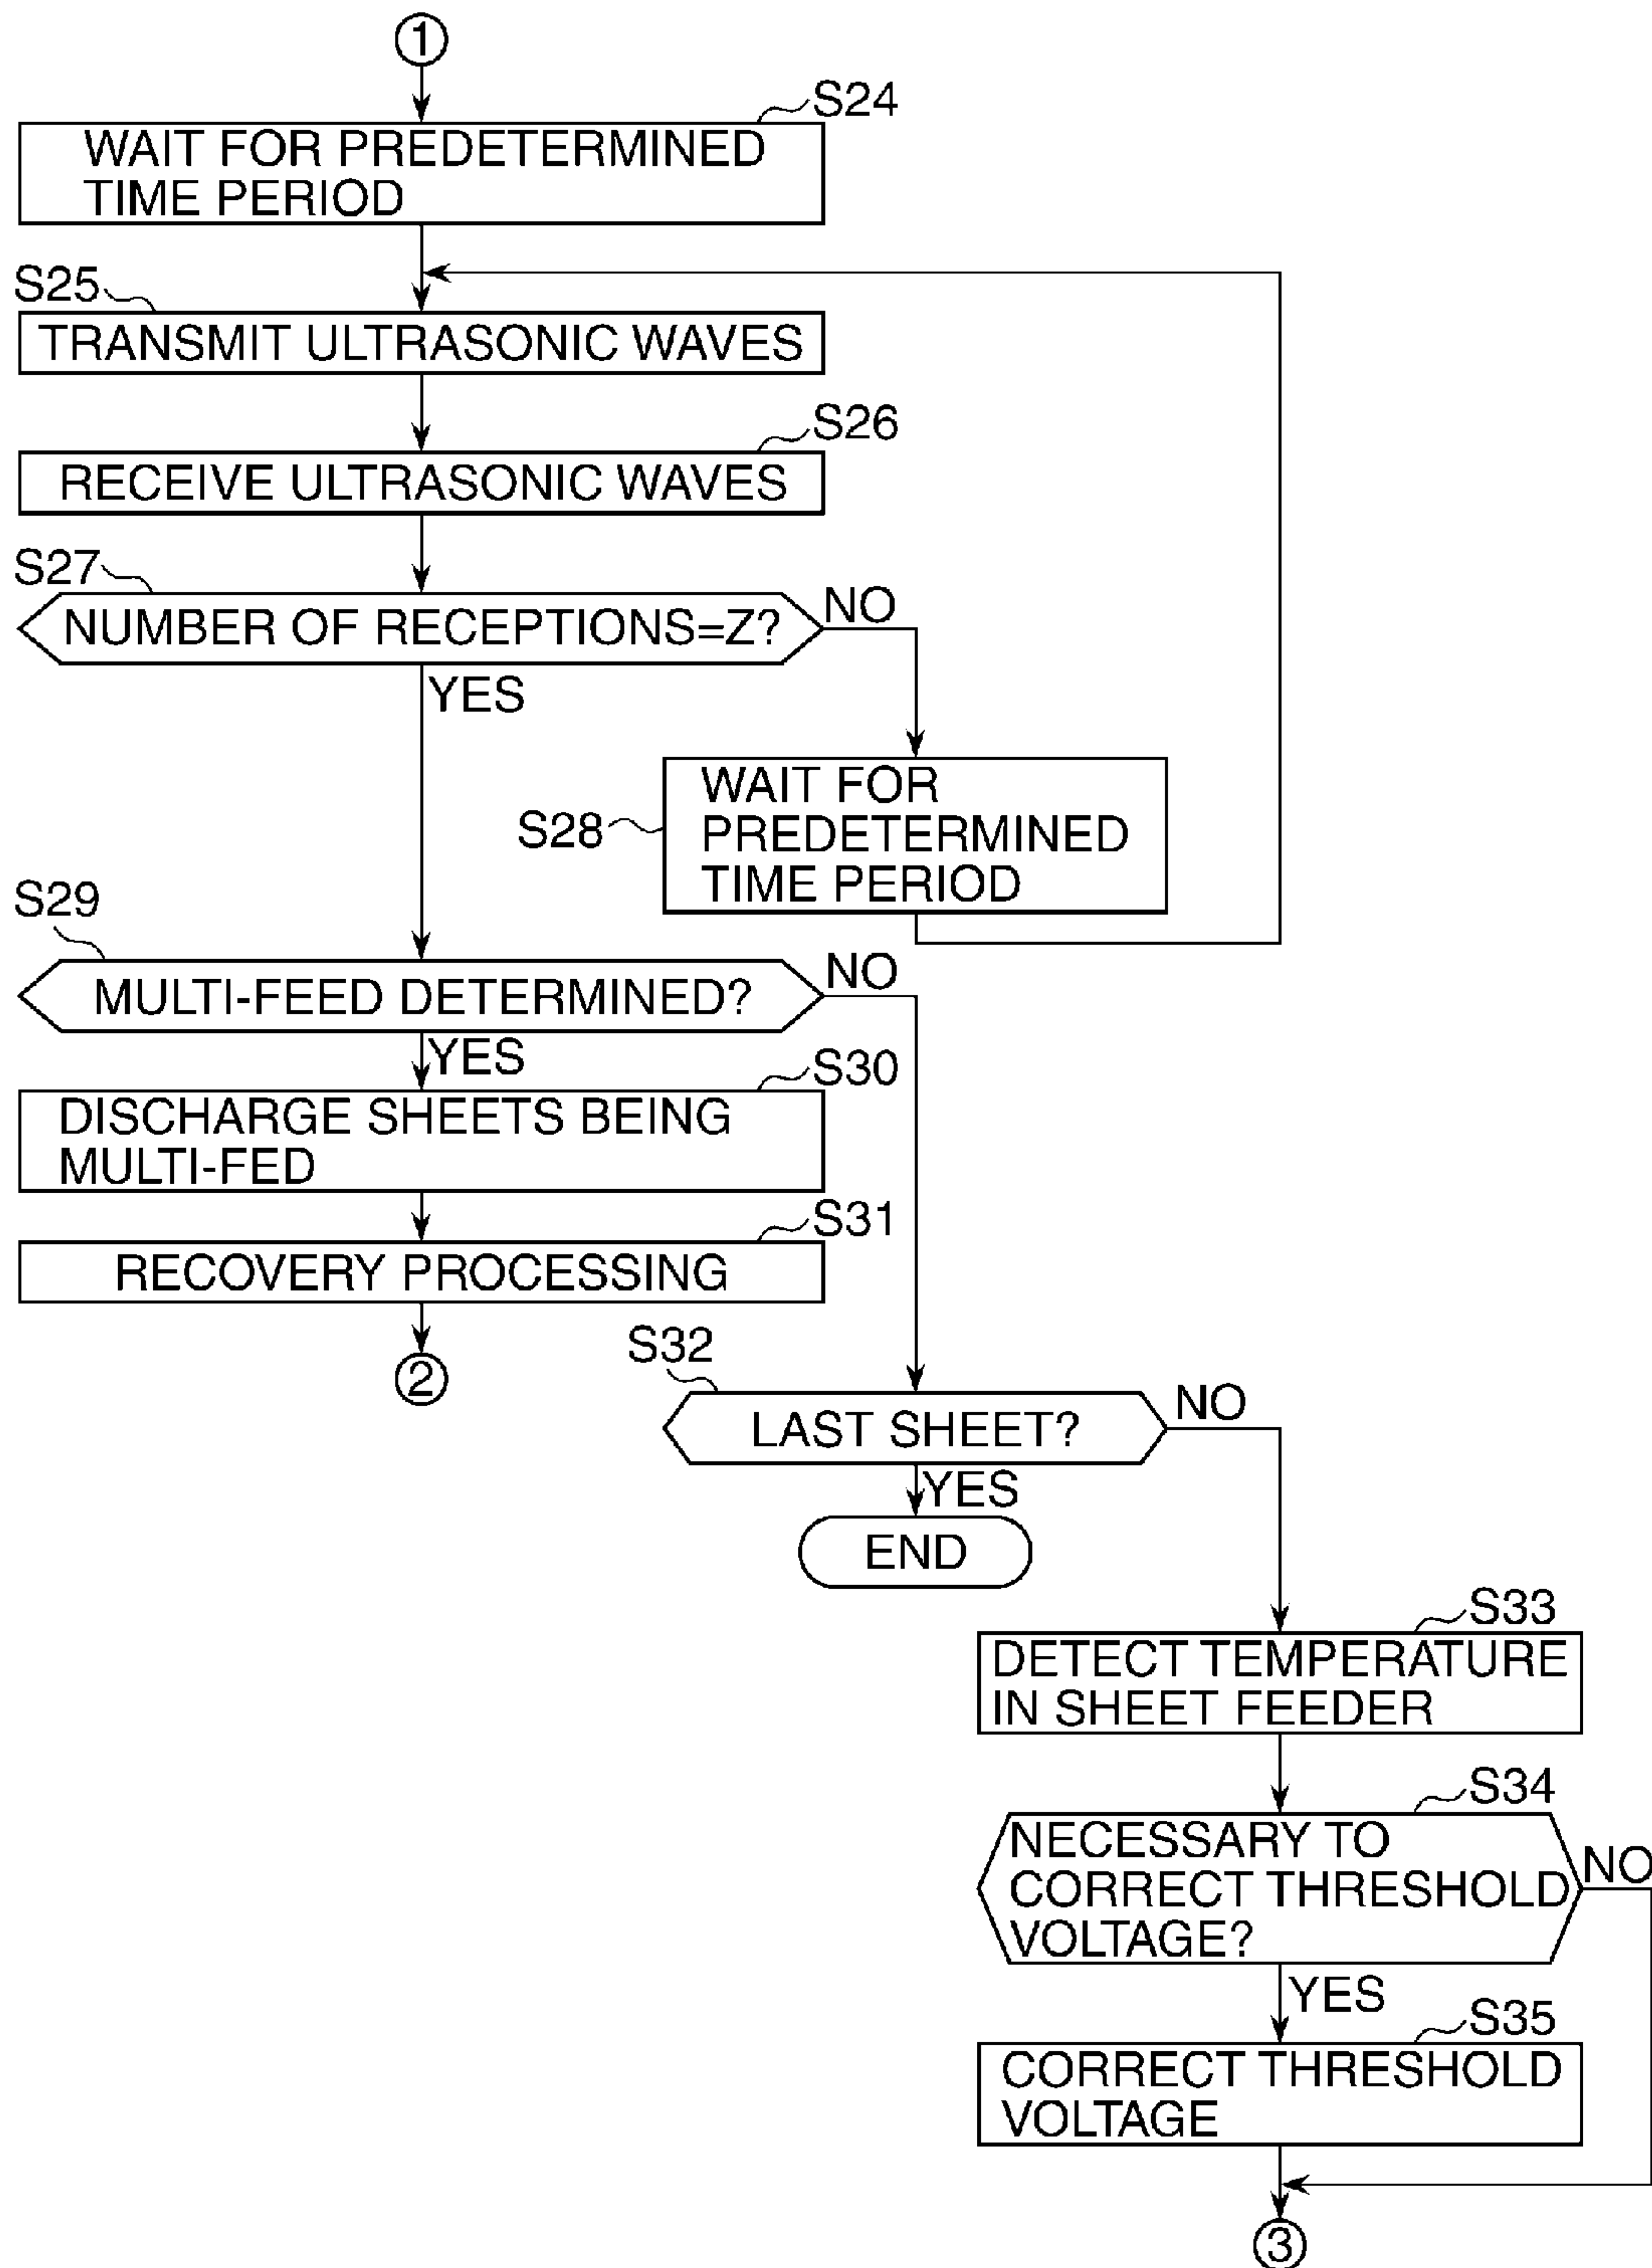 1
S24
WAIT FOR PREDETERMINED
TIME PERIOD
S25
TRANSMIT ULTRASONIC WAVES
S26
RECEIVE ULTRASONIC WAVES
S27
NUMBER OF RECEPTIONS=Z?
NO
YES
S28
WAIT FOR
PREDETERMINED
TIME PERIOD
S29
MULTI-FEED DETERMINED?
NO
YES
S30
DISCHARGE SHEETS BEING
MULTI-FED
S31
RECOVERY PROCESSING
2
S32
LAST SHEET?
NO
YES
END
S33
DETECT TEMPERATURE
IN SHEET FEEDER
S34
NECESSARY TO
CORRECT THRESHOLD
VOLTAGE?
NO
YES
S35
CORRECT THRESHOLD
VOLTAGE
3